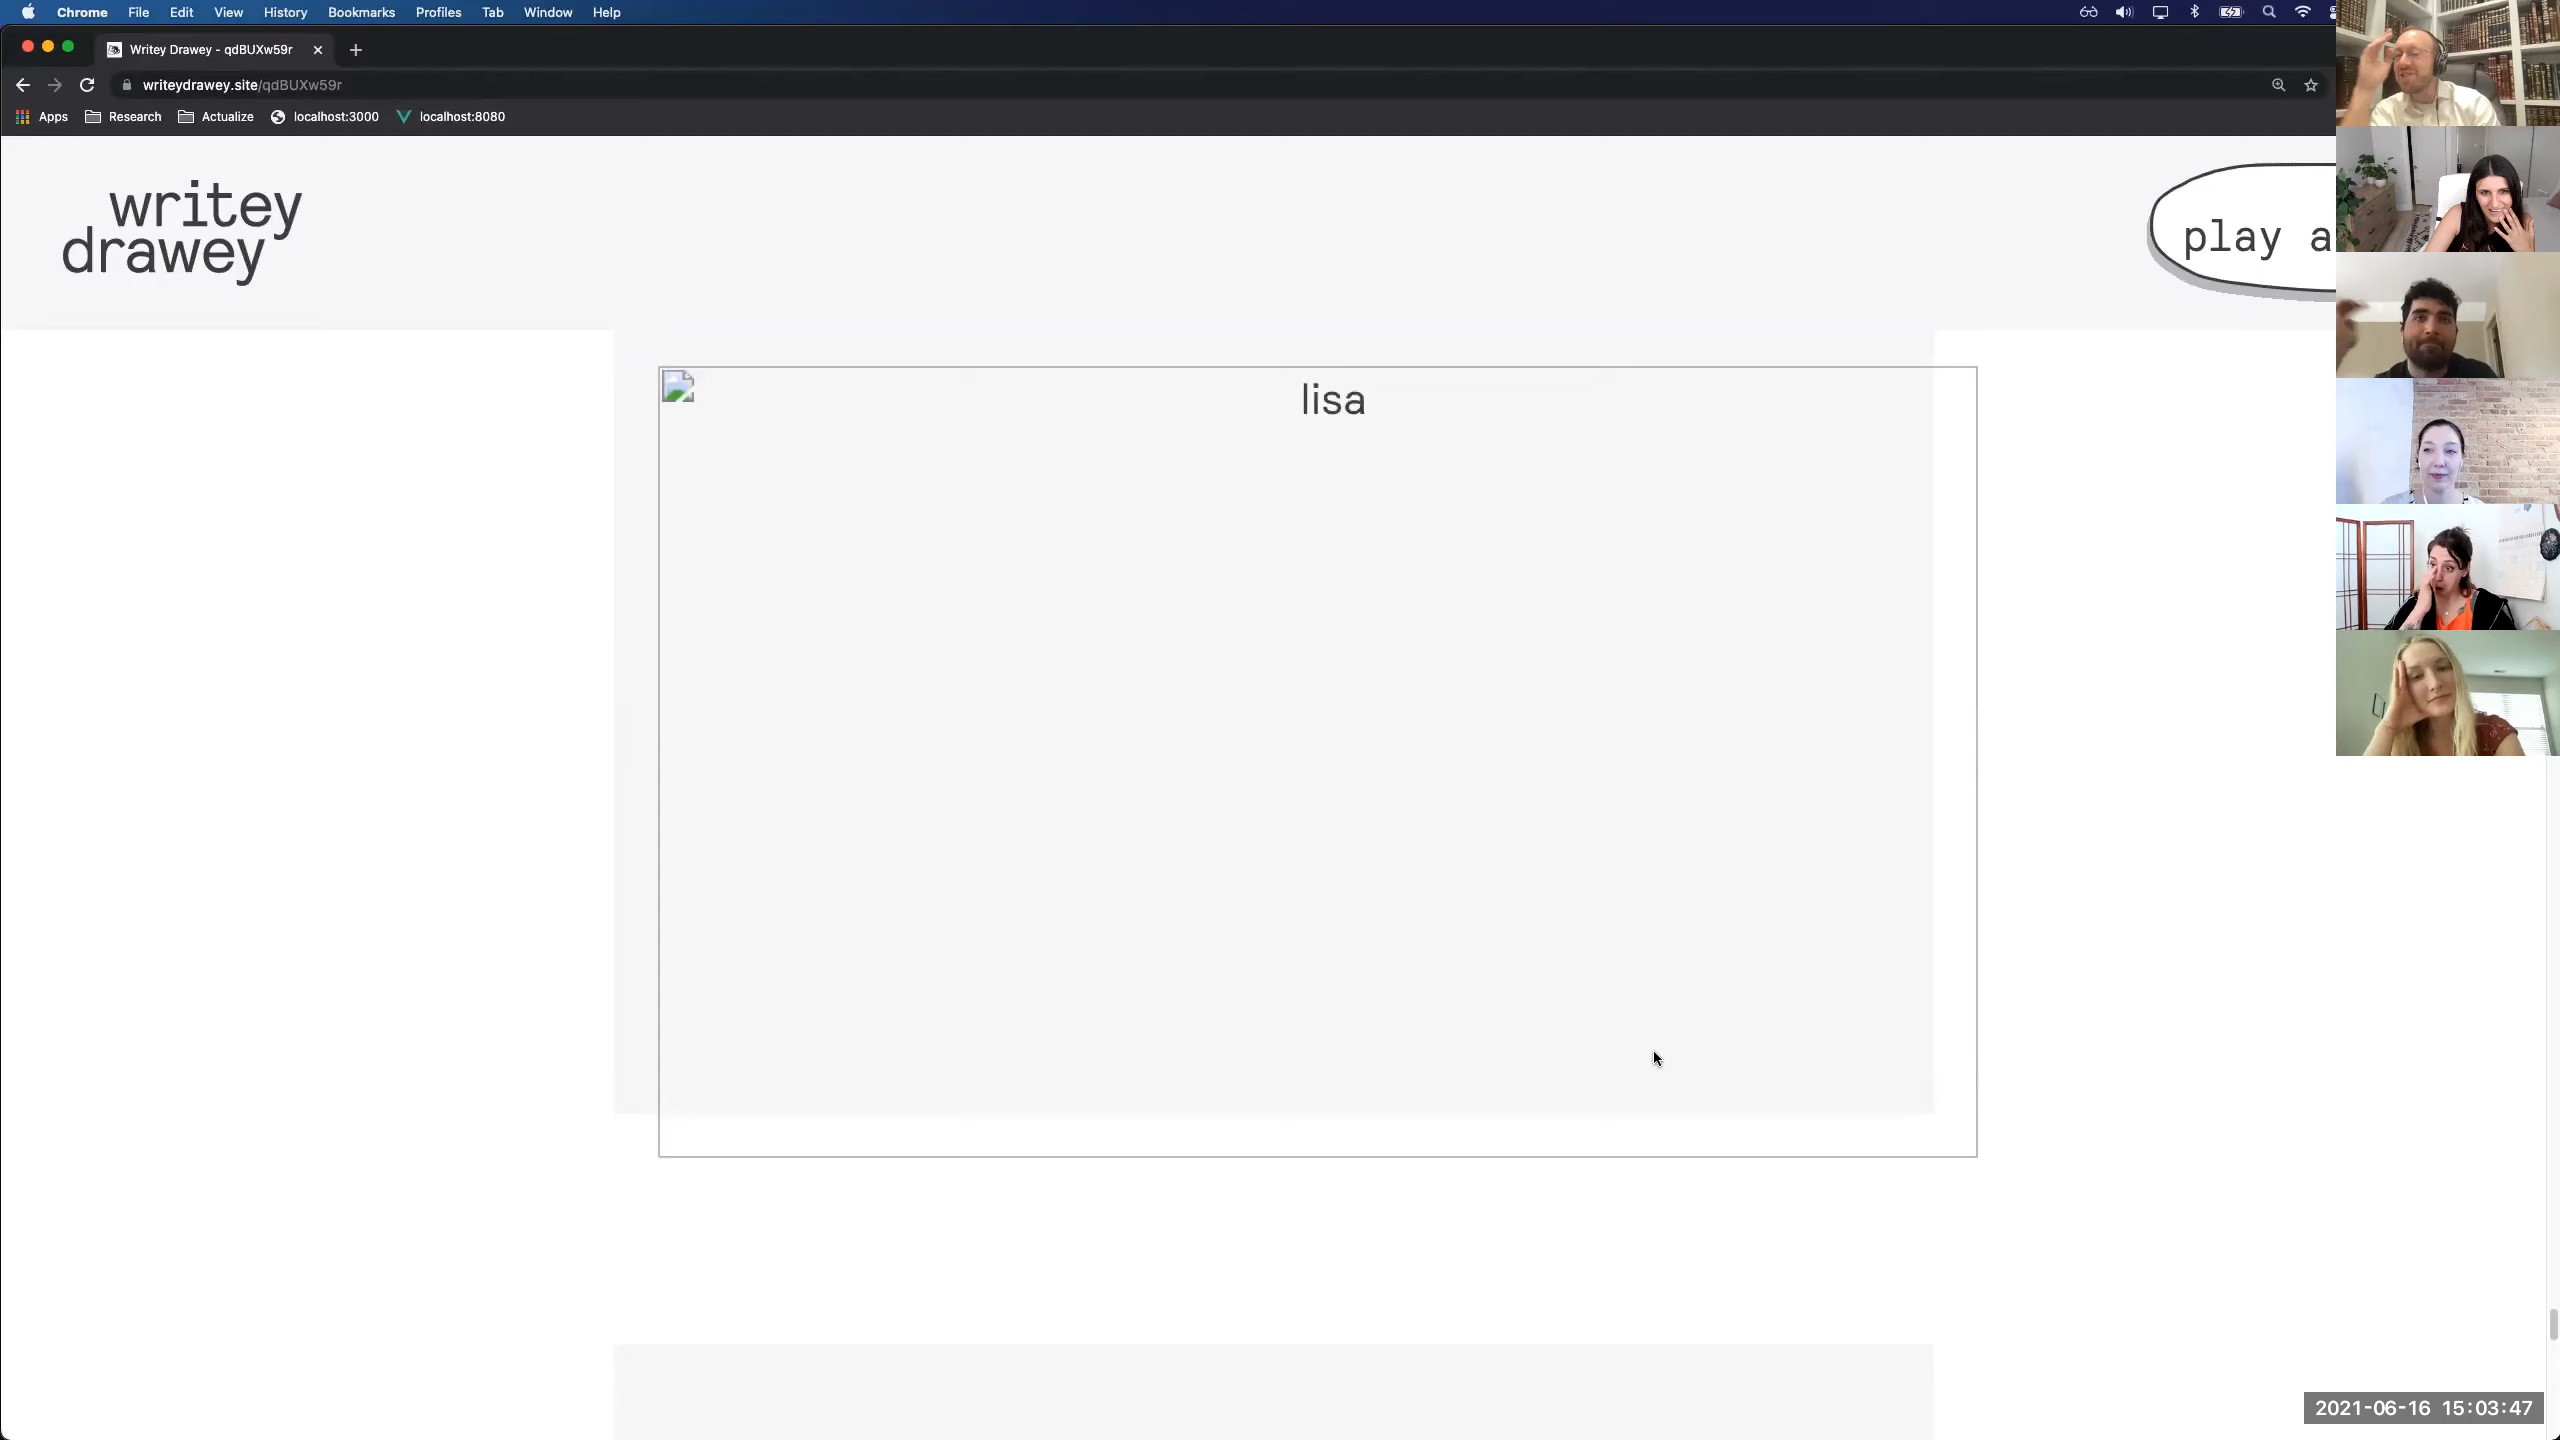 Chrome File Edit View History Bookmarks Profiles Tab Window Help
Writey Drawey - qdBUXw59r
writeydrawey.site/qdBUXw59r
Apps Research Actualize localhost:3000 localhost:8080
writey
drawey
play a
lisa
2021-06-16 15:03:47